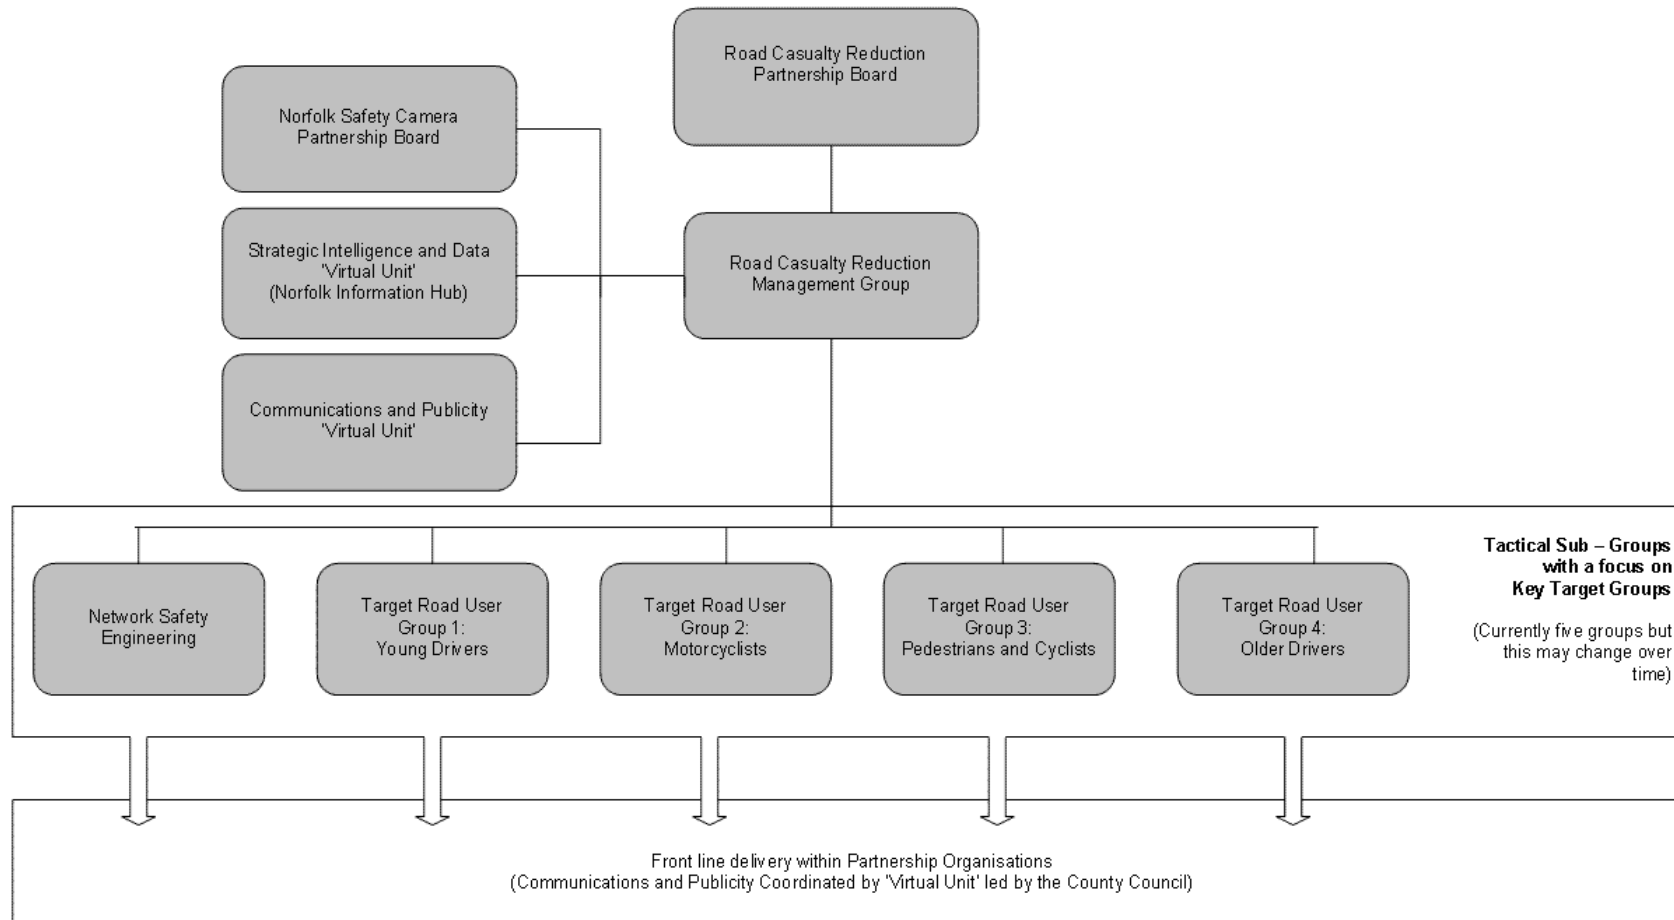 Road Casualty Reduction
Partnership Board
Norfolk Safety Camera
Partnership Board
Strategic Intelligence and Data
'Virtual Unit'
(Norfolk Information Hub)
Road Casualty Reduction
Management Group
Communications and Publicity
'Virtual Unit'
Tactical Sub – Groups
with a focus on
Key Target Groups
(Currently five groups but
this may change over
time)
Network Safety
Engineering
Target Road User
Group 1:
Young Drivers
Target Road User
Group 2:
Motorcyclists
Target Road User
Group 3:
Pedestrians and Cyclists
Target Road User
Group 4:
Older Drivers
Front line delivery within Partnership Organisations
(Communications and Publicity Coordinated by 'Virtual Unit' led by the County Council)